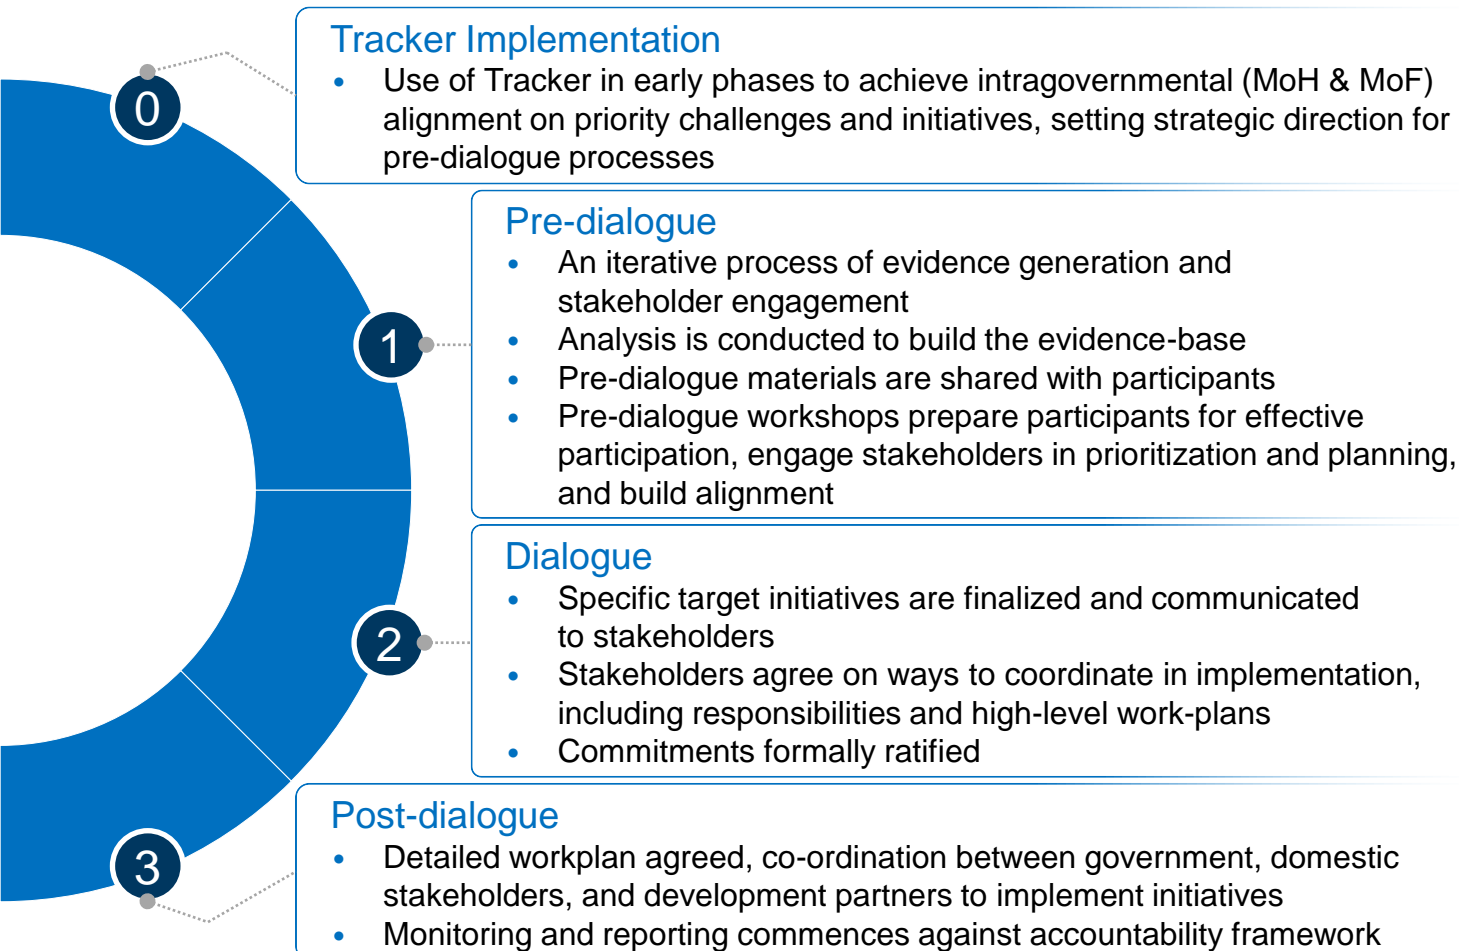 0
Tracker Implementation
• Use of Tracker in early phases to achieve intragovernmental (MoH & MoF)
alignment on priority challenges and initiatives, setting strategic direction for
pre-dialogue processes
1
Pre-dialogue
• An iterative process of evidence generation and
stakeholder engagement
• Analysis is conducted to build the evidence-base
• Pre-dialogue materials are shared with participants
• Pre-dialogue workshops prepare participants for effective
participation, engage stakeholders in prioritization and planning,
and build alignment
2
Dialogue
• Specific target initiatives are finalized and communicated
to stakeholders
• Stakeholders agree on ways to coordinate in implementation,
including responsibilities and high-level work-plans
• Commitments formally ratified
3
Post-dialogue
• Detailed workplan agreed, co-ordination between government, domestic
stakeholders, and development partners to implement initiatives
• Monitoring and reporting commences against accountability framework